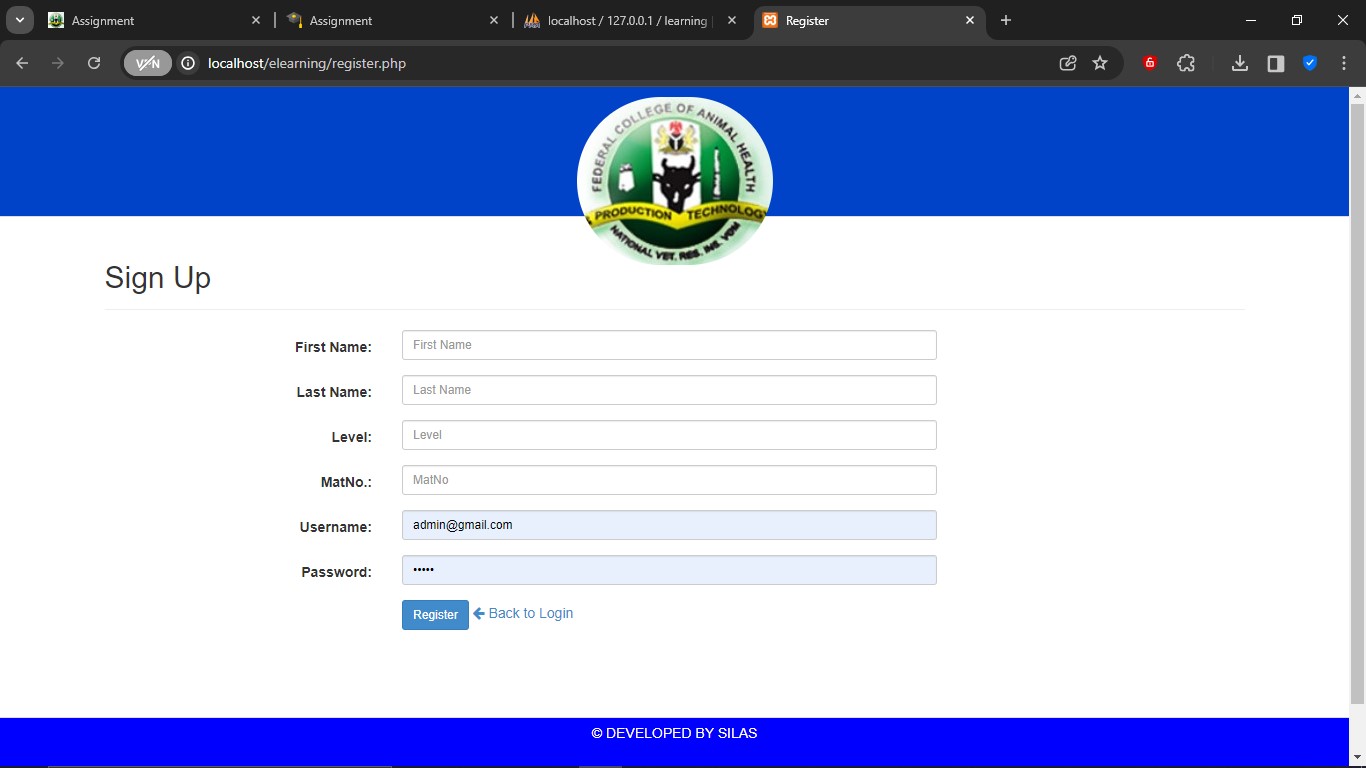 Assignment
Assignment
localhost / 127.0.0.1 / learning
Register
VPN
localhost/elearning/register.php
FEDERAL COLLEGE OF ANIMAL HEALTH
PRODUCTION TECHNOLOGY
NATIONAL VET. RES. INS. VOM
Sign Up
First Name: First Name
Last Name: Last Name
Level: Level
MatNo.: MatNo
Username: admin@gmail.com
Password: •••••
Register Back to Login
© DEVELOPED BY SILAS